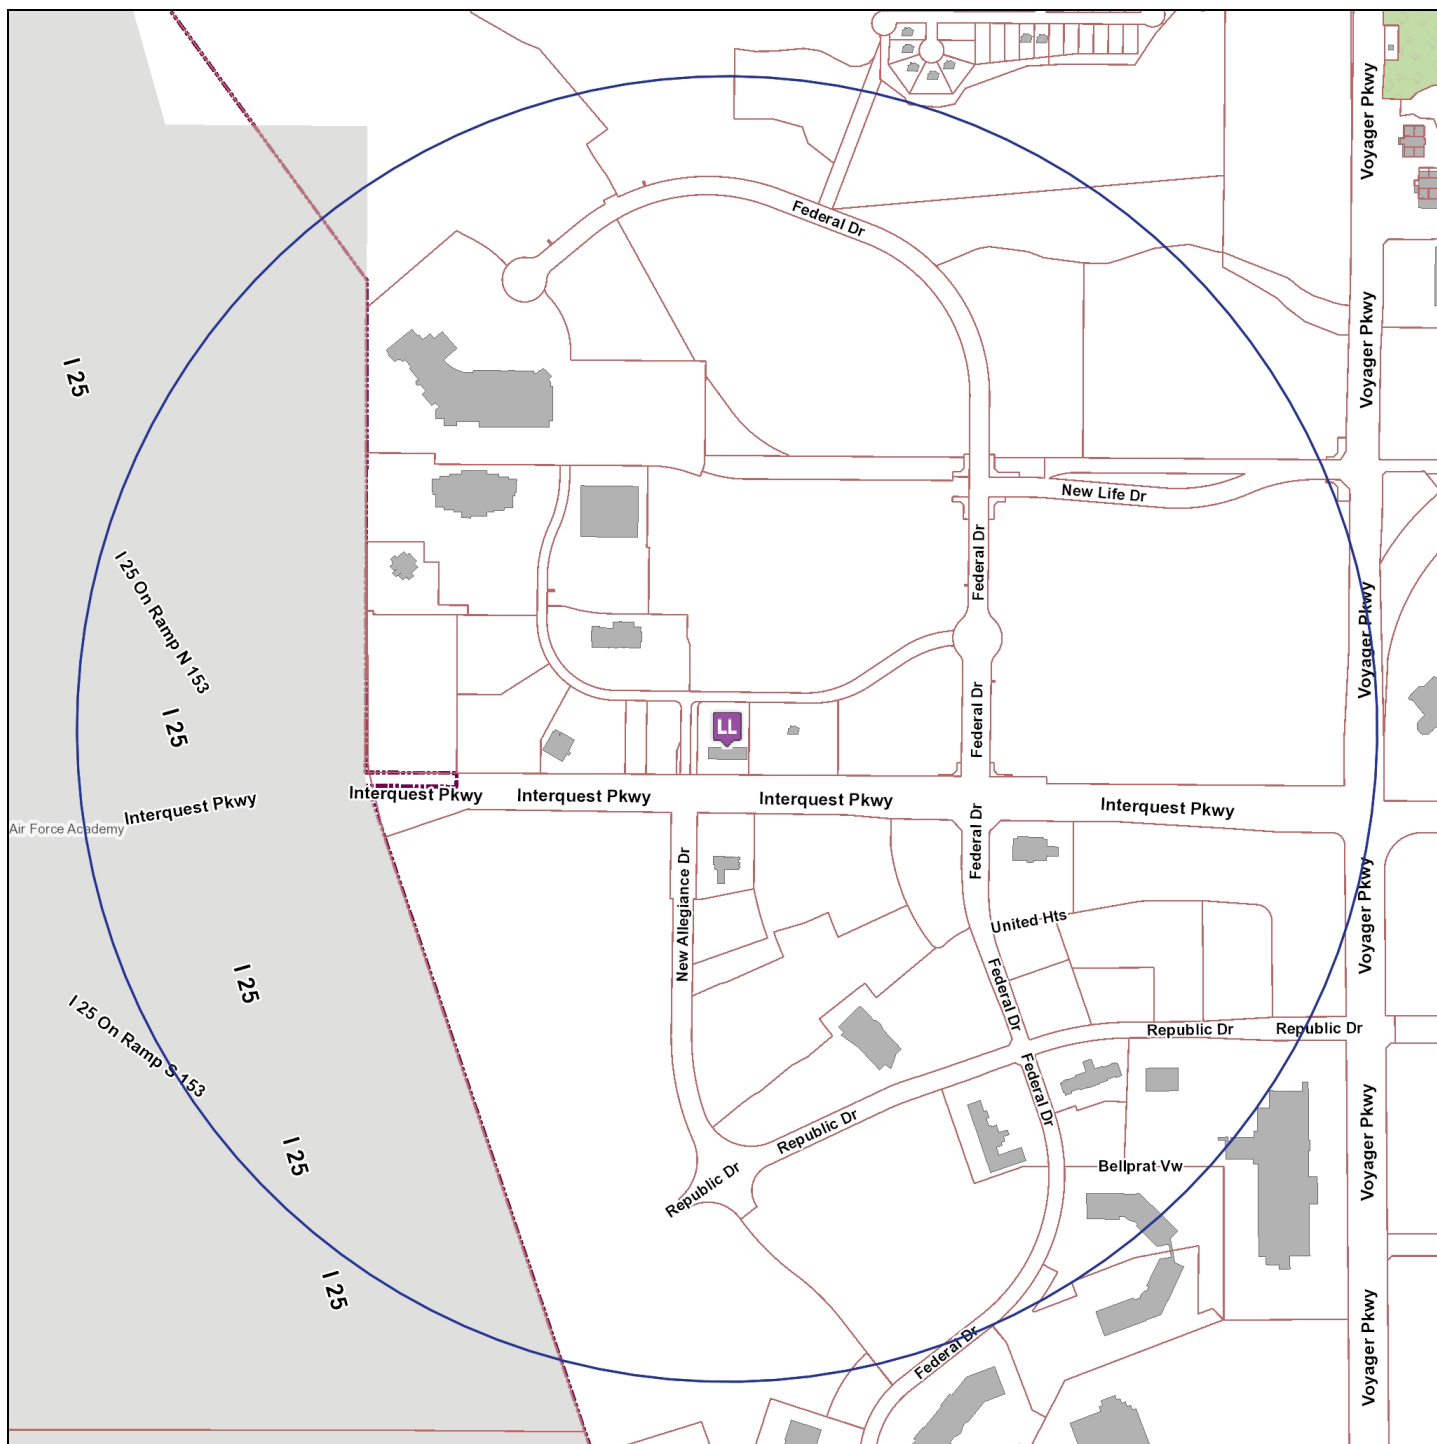 Voyager Pkwy
Federal Dr
Voyager Pkwy
I 25
New Life Dr
Federal Dr
I 25 On Ramp N 153
Voyager Pkwy
Federal Dr
I 25
LL
Interquest Pkwy
Interquest Pkwy
Interquest Pkwy
Interquest Pkwy
Interquest Pkwy
Air Force Academy
Federal Dr
New Allegiance Dr
Voyager Pkwy
United Hts
I 25
Federal Dr
I 25 On Ramp S 153
Republic Dr
Republic Dr
Federal Dr
Republic Dr
Voyager Pkwy
I 25
Bellprat Vw
Republic Dr
I 25
Federal Dr
Voyager Pkwy